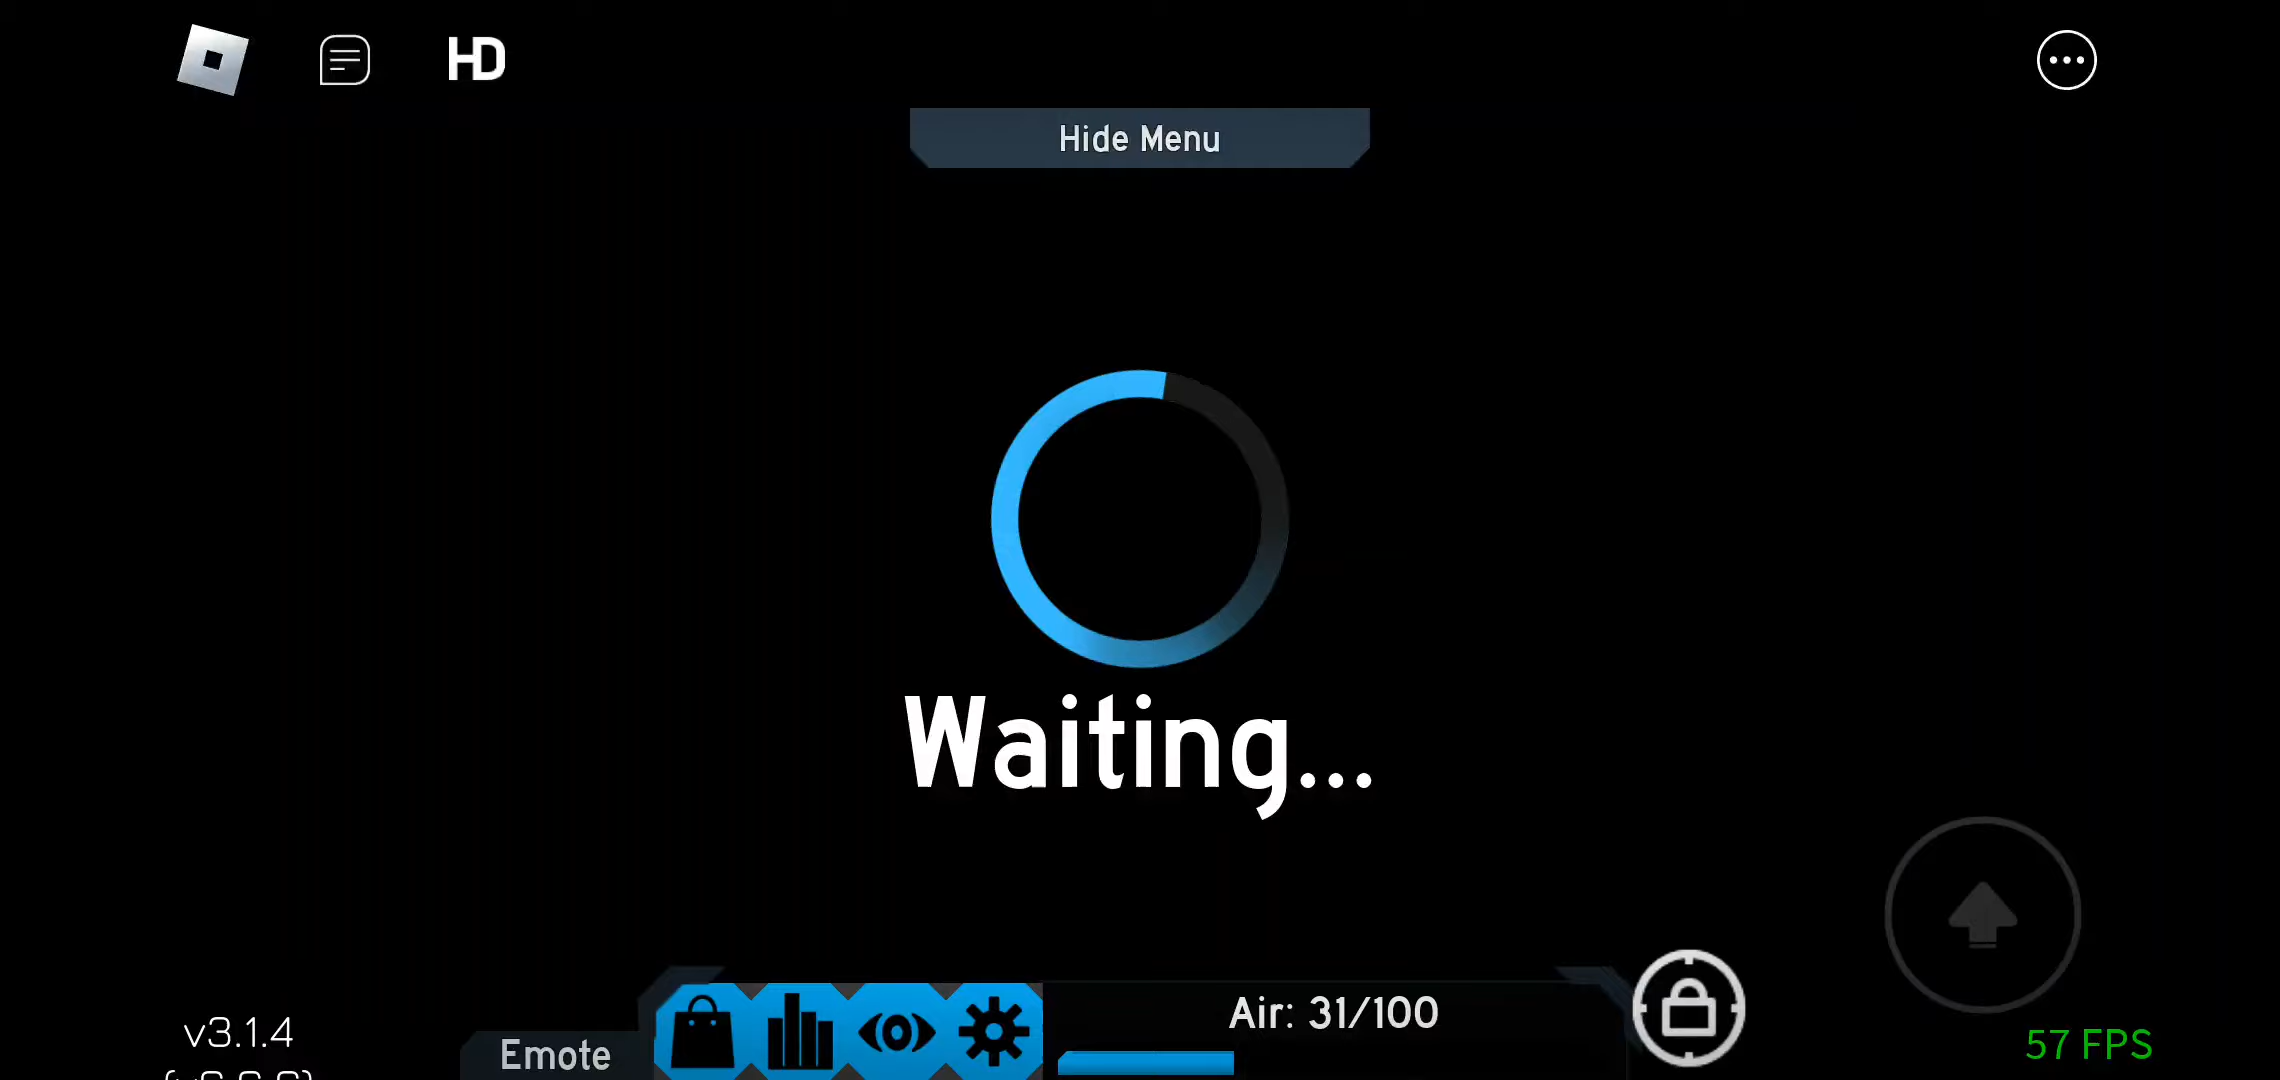 HD
Hide Menu
Waiting...
Air: 31/100
v3.1.4
Emote
57 FPS